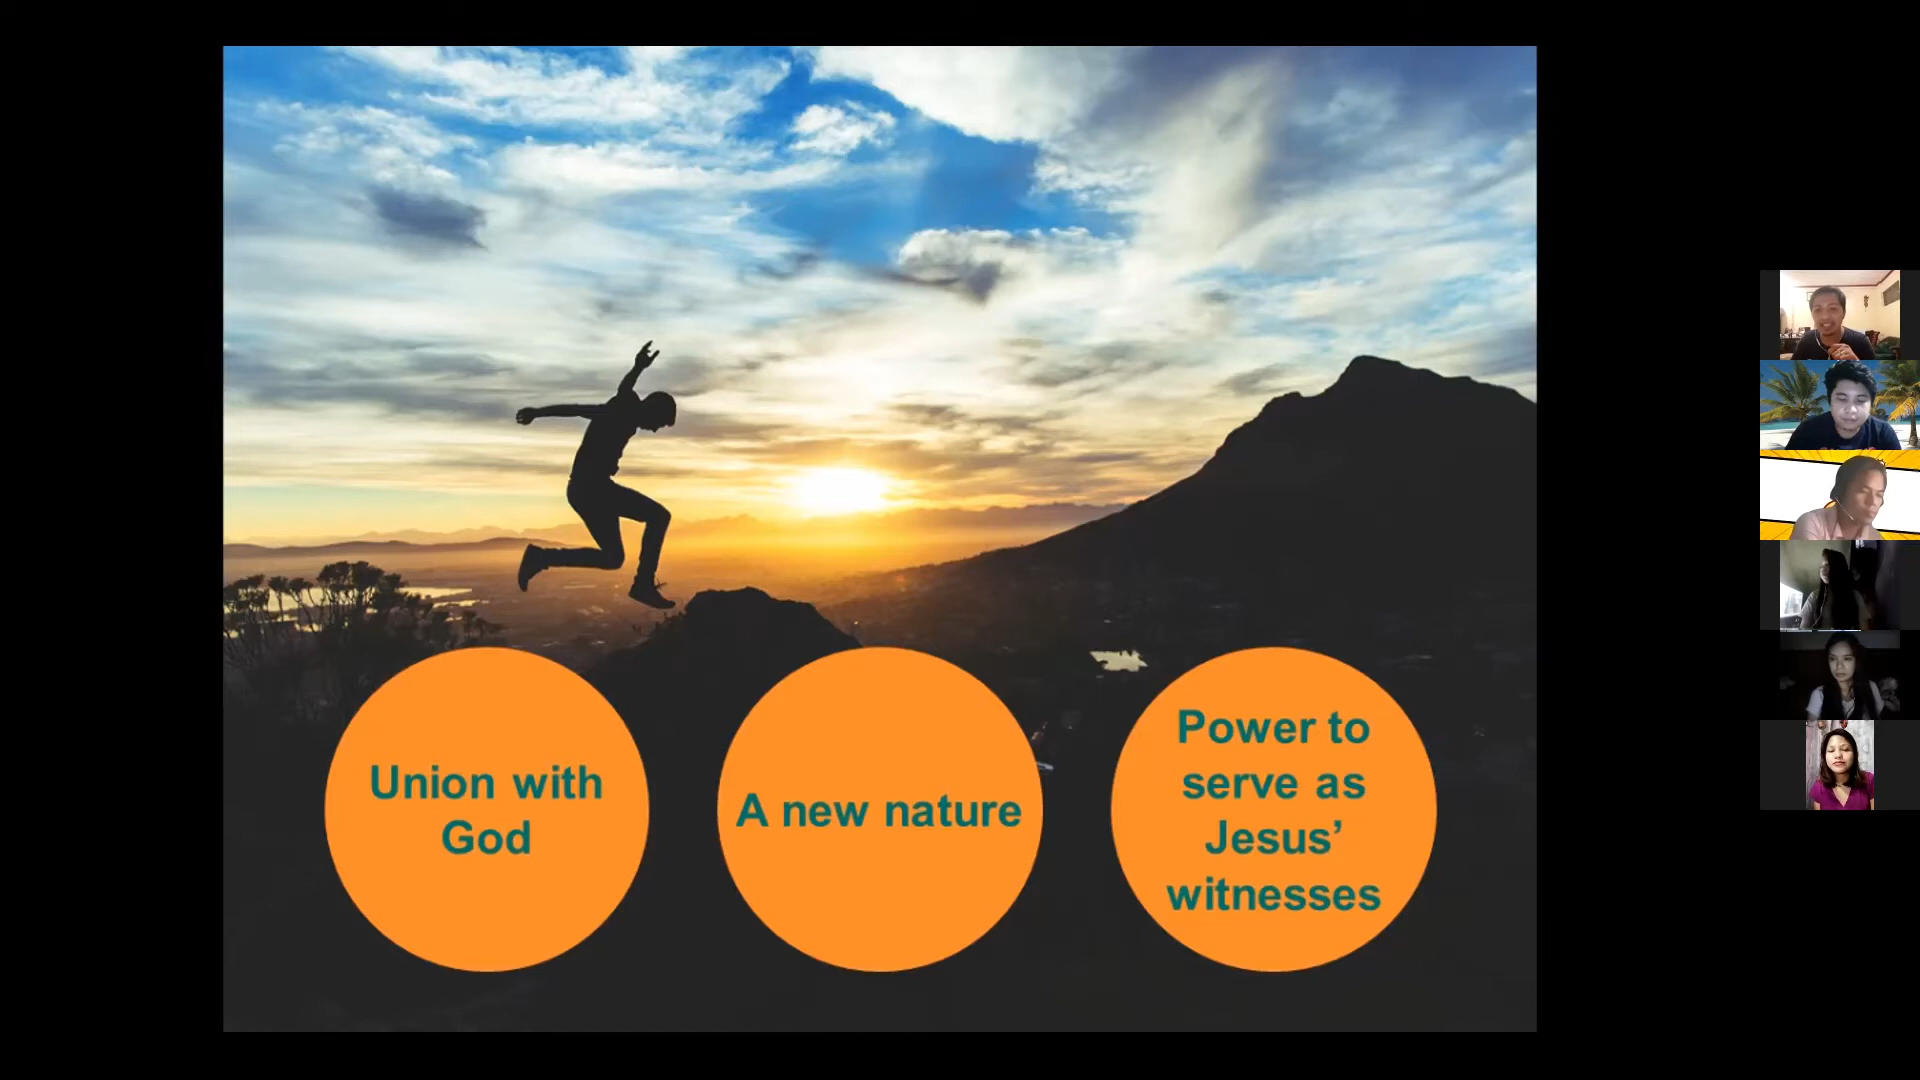 Union with
God
A new nature
Power to
serve as
Jesus’
witnesses